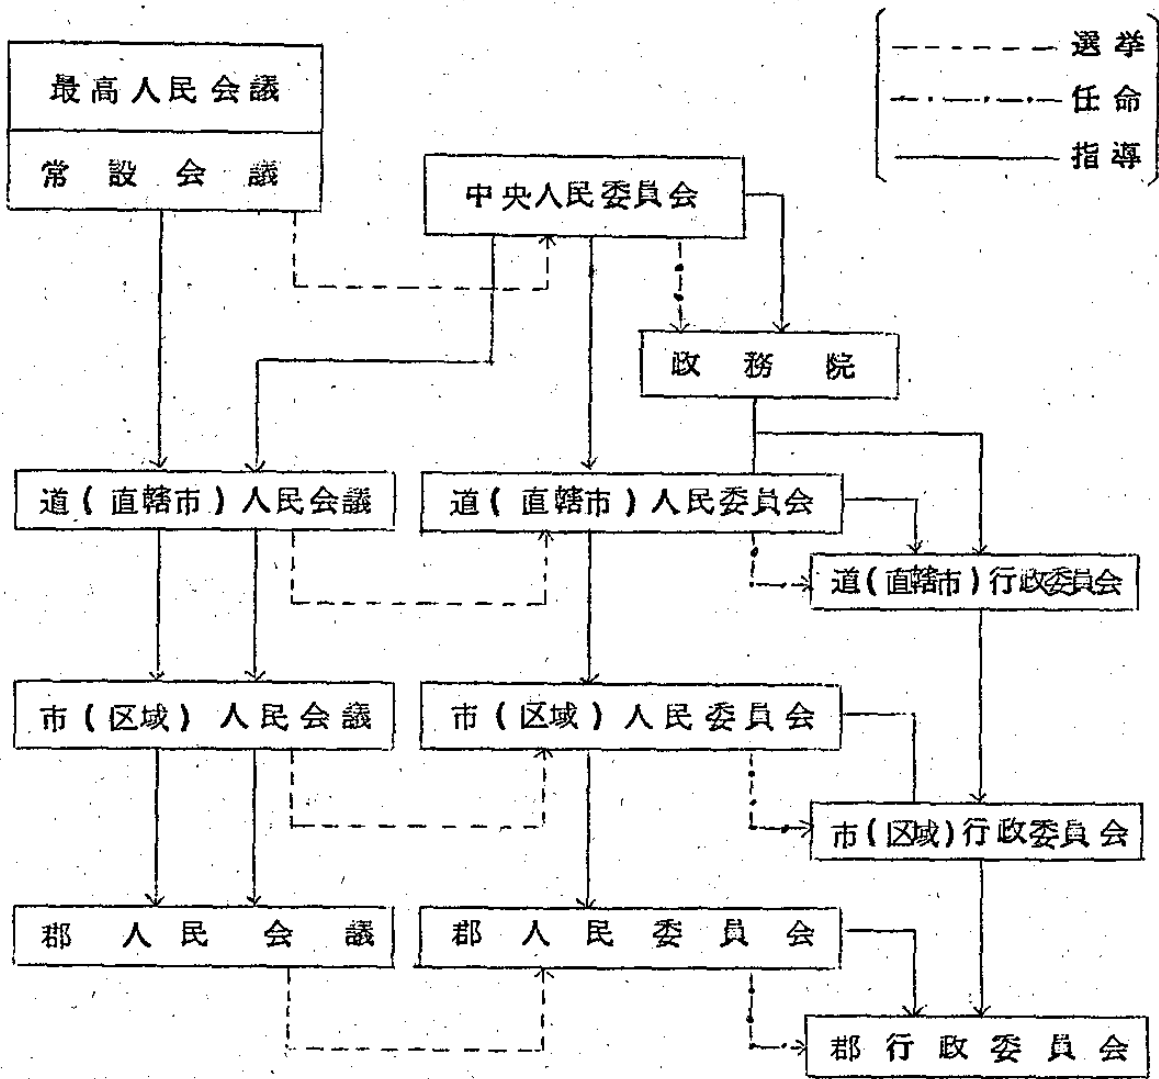 選挙
任命
指導
最高人民会議
常設会議
中央人民委員会
政務院
道(直轄市)人民会議
道(直轄市)人民委員会
道(直轄市)行政委員会
市(区域)人民会議
市(区域)人民委員会
市(区域)行政委員会
郡人民会議
郡人民委員会
郡行政委員会